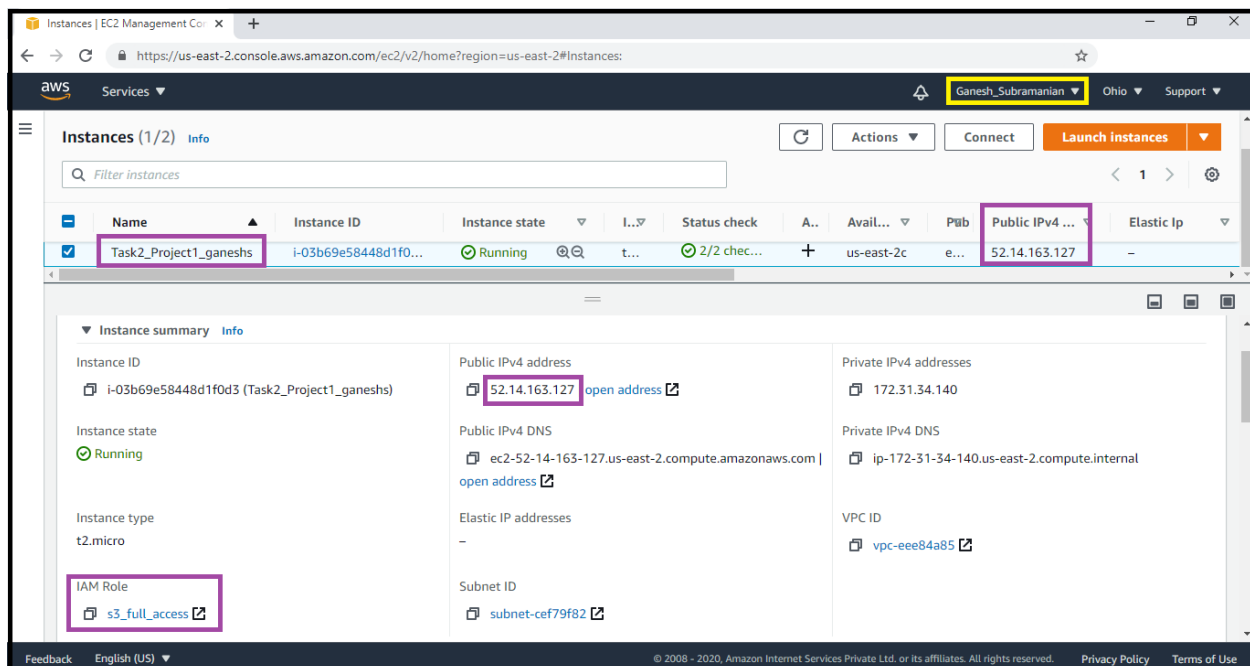 Instances | EC2 Management Cor
https://us-east-2.console.aws.amazon.com/ec2/v2/home?region=us-east-2#Instances:
aws Services Ganesh_Subramanian Ohio Support
Instances (1/2) Info Actions Connect Launch instances
Filter instances 1
Name Instance ID Instance state I... Status check A.. Avail... Public IPv4 ... Elastic Ip
Task2_Project1_ganeshs i-03b69e58448d1f0... Running t... 2/2 chec... us-east-2c e... 52.14.163.127 –
Instance summary Info
Instance ID Public IPv4 address Private IPv4 addresses
i-03b69e58448d1f0d3 (Task2_Project1_ganeshs) 52.14.163.127 open address 172.31.34.140
Instance state Public IPv4 DNS Private IPv4 DNS
Running ec2-52-14-163-127.us-east-2.compute.amazonaws.com | ip-172-31-34-140.us-east-2.compute.internal
open address
Instance type Elastic IP addresses VPC ID
t2.micro – vpc-eee84a85
IAM Role Subnet ID
s3_full_access subnet-cef79f82
Feedback English (US) © 2008 - 2020, Amazon Internet Services Private Ltd. or its affiliates. All rights reserved. Privacy Policy Terms of Use